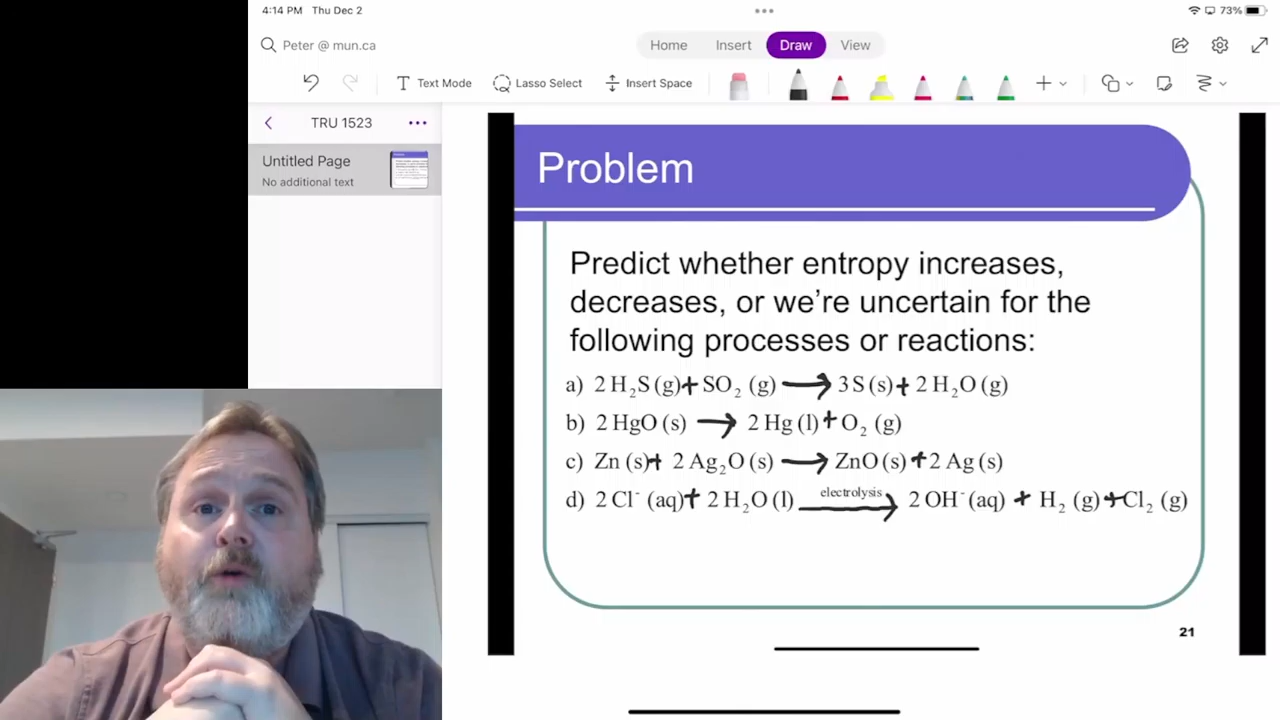 4:14 PM Thu Dec 2
73%
Peter @ mun.ca
Home Insert Draw View
Text Mode Lasso Select Insert Space
TRU 1523
Untitled Page
No additional text
Problem
Predict whether entropy increases,
decreases, or we're uncertain for the
following processes or reactions:
a) 2 H₂S (g) + SO₂ (g) → 3 S (s) + 2 H₂O (g)
b) 2 HgO (s) → 2 Hg (l) + O₂ (g)
c) Zn (s) + 2 Ag₂O (s) → ZnO (s) + 2 Ag (s)
d) 2 Cl⁻ (aq) + 2 H₂O (l) electrolysis → 2 OH⁻ (aq) + H₂ (g) + Cl₂ (g)
21